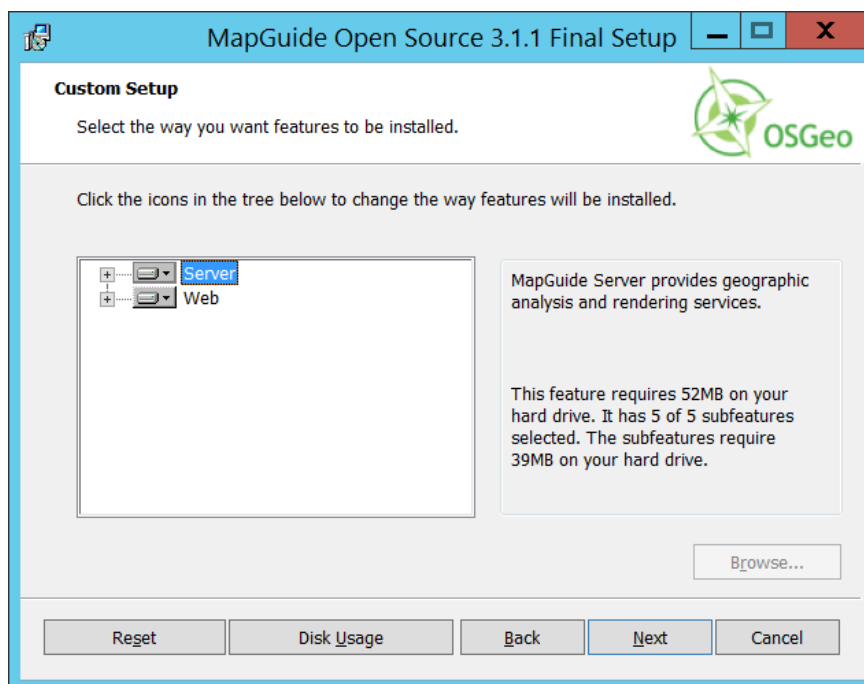 MapGuide Open Source 3.1.1 Final Setup
Custom Setup
Select the way you want features to be installed.
OSGeo
Click the icons in the tree below to change the way features will be installed.
Server
Web
MapGuide Server provides geographic
analysis and rendering services.
This feature requires 52MB on your
hard drive. It has 5 of 5 subfeatures
selected. The subfeatures require
39MB on your hard drive.
Browse...
Reset
Disk Usage
Back
Next
Cancel